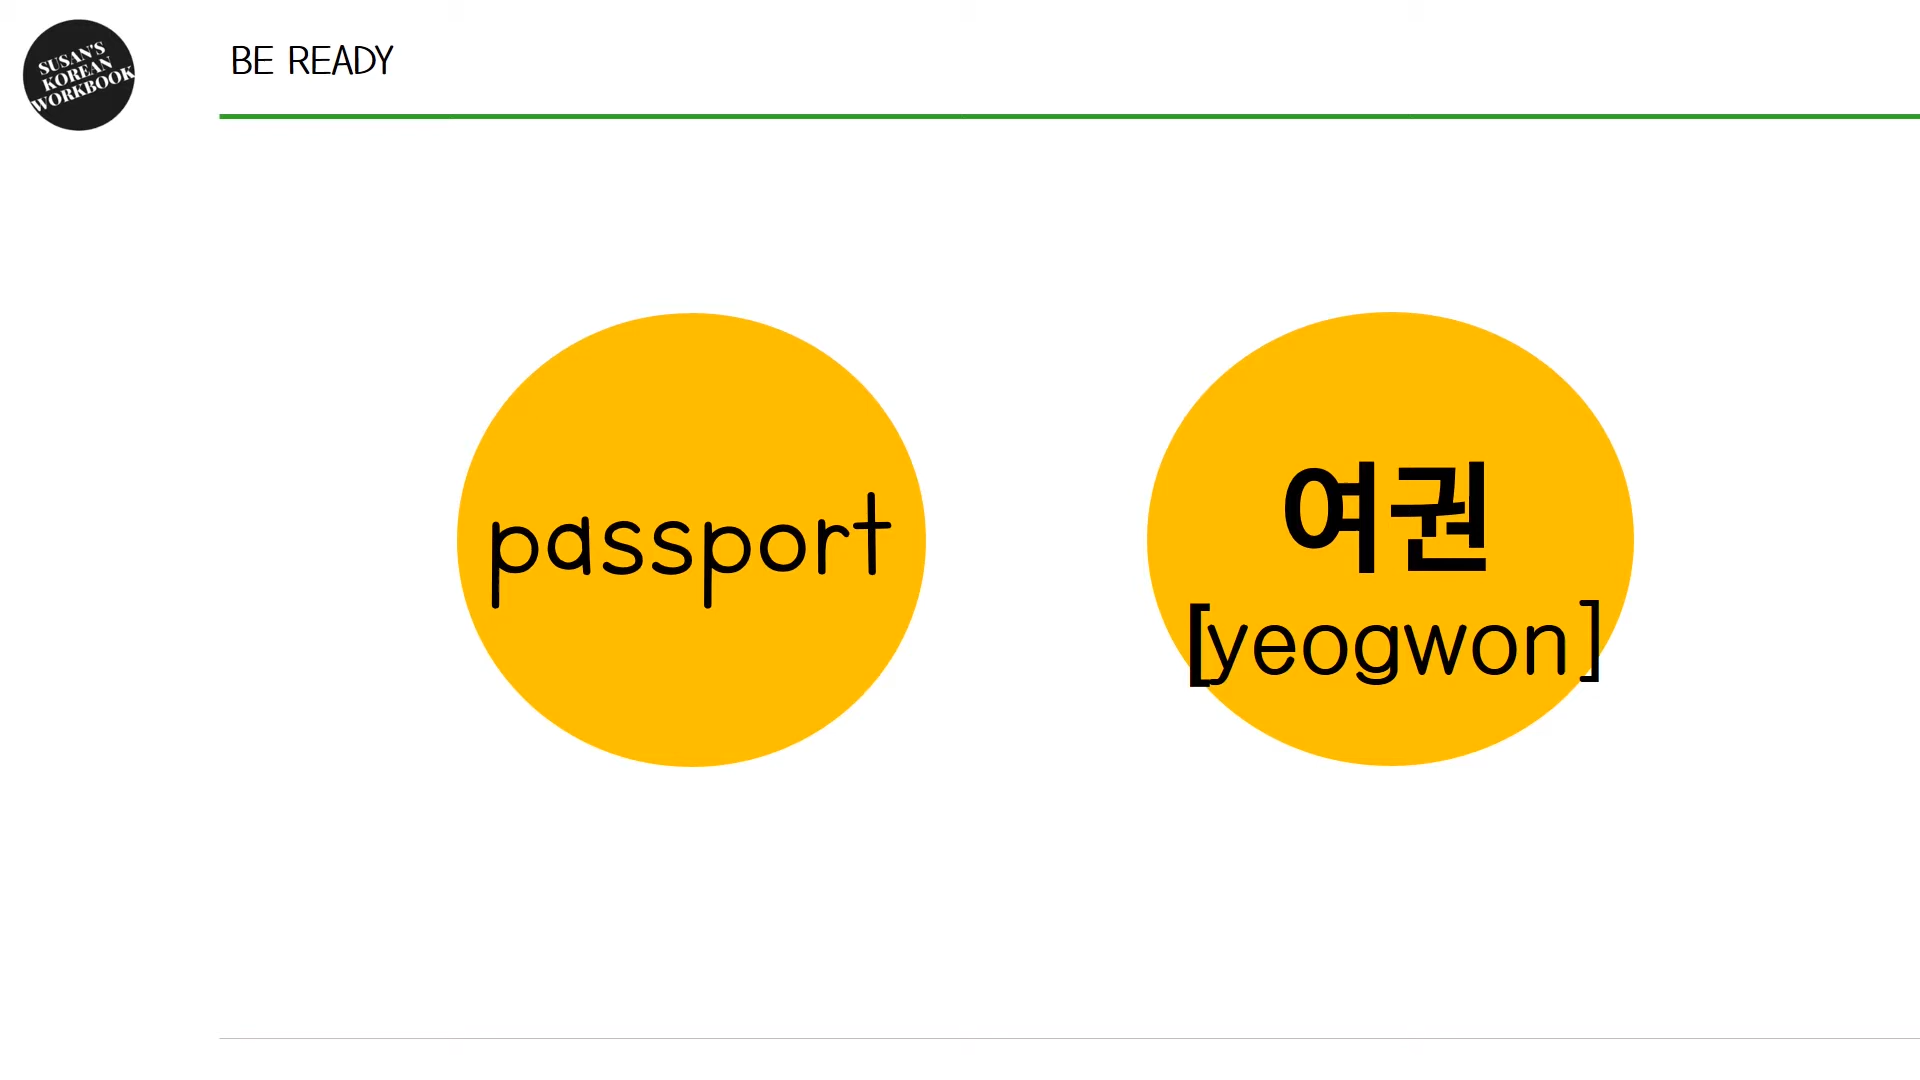 SUSAN'S
KOREAN
WORKBOOK
BE READY
passport
여권
[yeogwon]